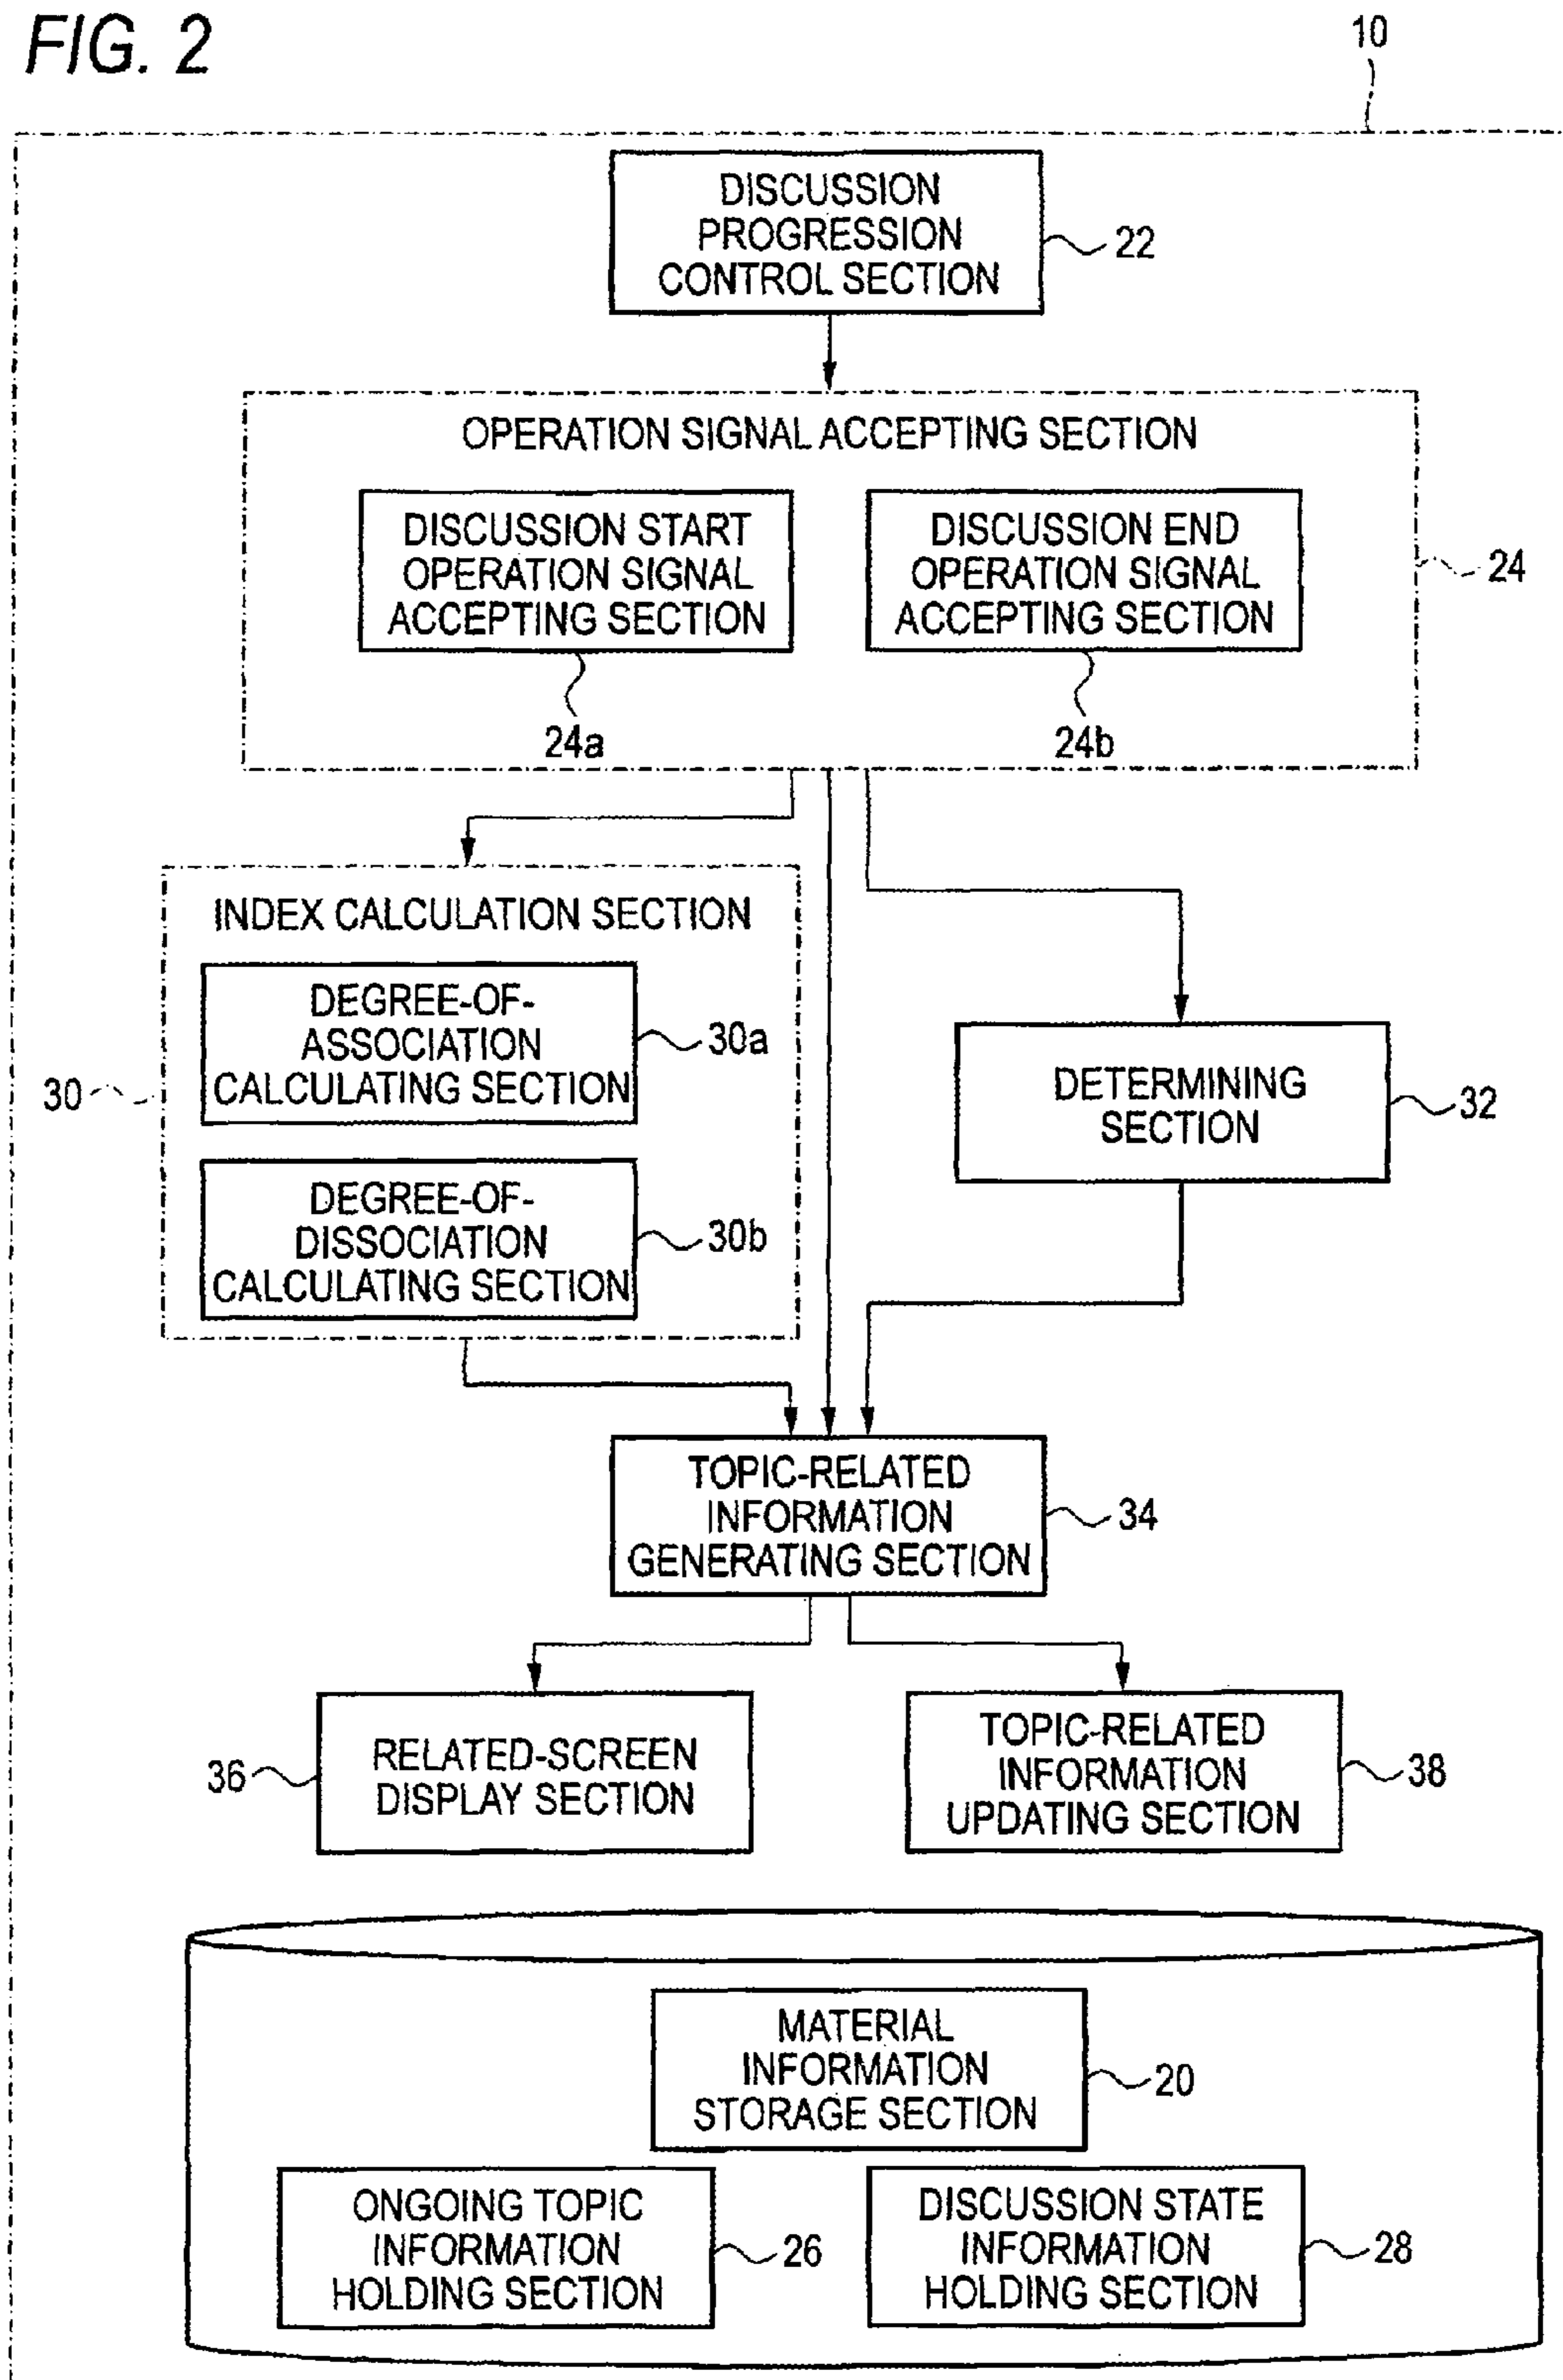 FIG. 2
10
DISCUSSION
PROGRESSION
CONTROL SECTION
22
OPERATION SIGNAL ACCEPTING SECTION
DISCUSSION START
OPERATION SIGNAL
ACCEPTING SECTION
24a
DISCUSSION END
OPERATION SIGNAL
ACCEPTING SECTION
24b
24
INDEX CALCULATION SECTION
DEGREE-OF-
ASSOCIATION
CALCULATING SECTION
30a
30
DEGREE-OF-
DISSOCIATION
CALCULATING SECTION
30b
DETERMINING
SECTION
32
TOPIC-RELATED
INFORMATION
GENERATING SECTION
34
36
RELATED-SCREEN
DISPLAY SECTION
TOPIC-RELATED
INFORMATION
UPDATING SECTION
38
MATERIAL
INFORMATION
STORAGE SECTION
20
ONGOING TOPIC
INFORMATION
HOLDING SECTION
26
DISCUSSION STATE
INFORMATION
HOLDING SECTION
28